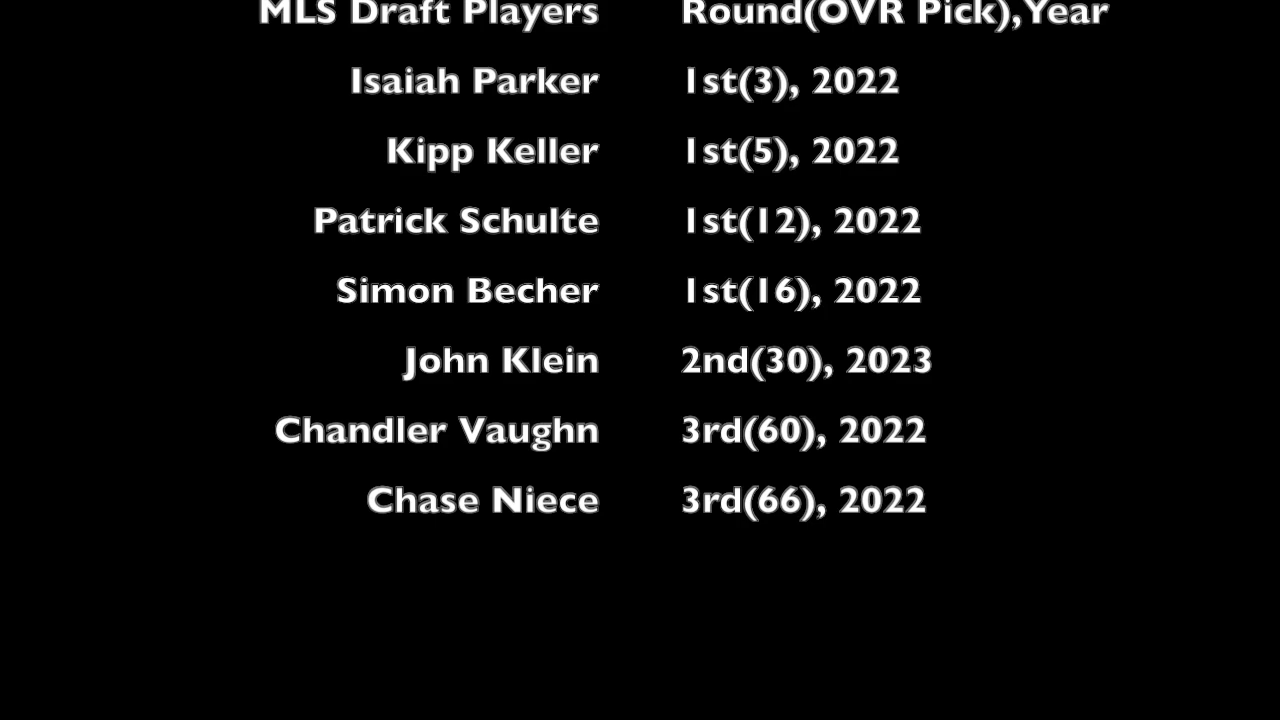 MLS Draft Players Round(OVR Pick),Year
Isaiah Parker 1st(3), 2022
Kipp Keller 1st(5), 2022
Patrick Schulte 1st(12), 2022
Simon Becher 1st(16), 2022
John Klein 2nd(30), 2023
Chandler Vaughn 3rd(60), 2022
Chase Niece 3rd(66), 2022